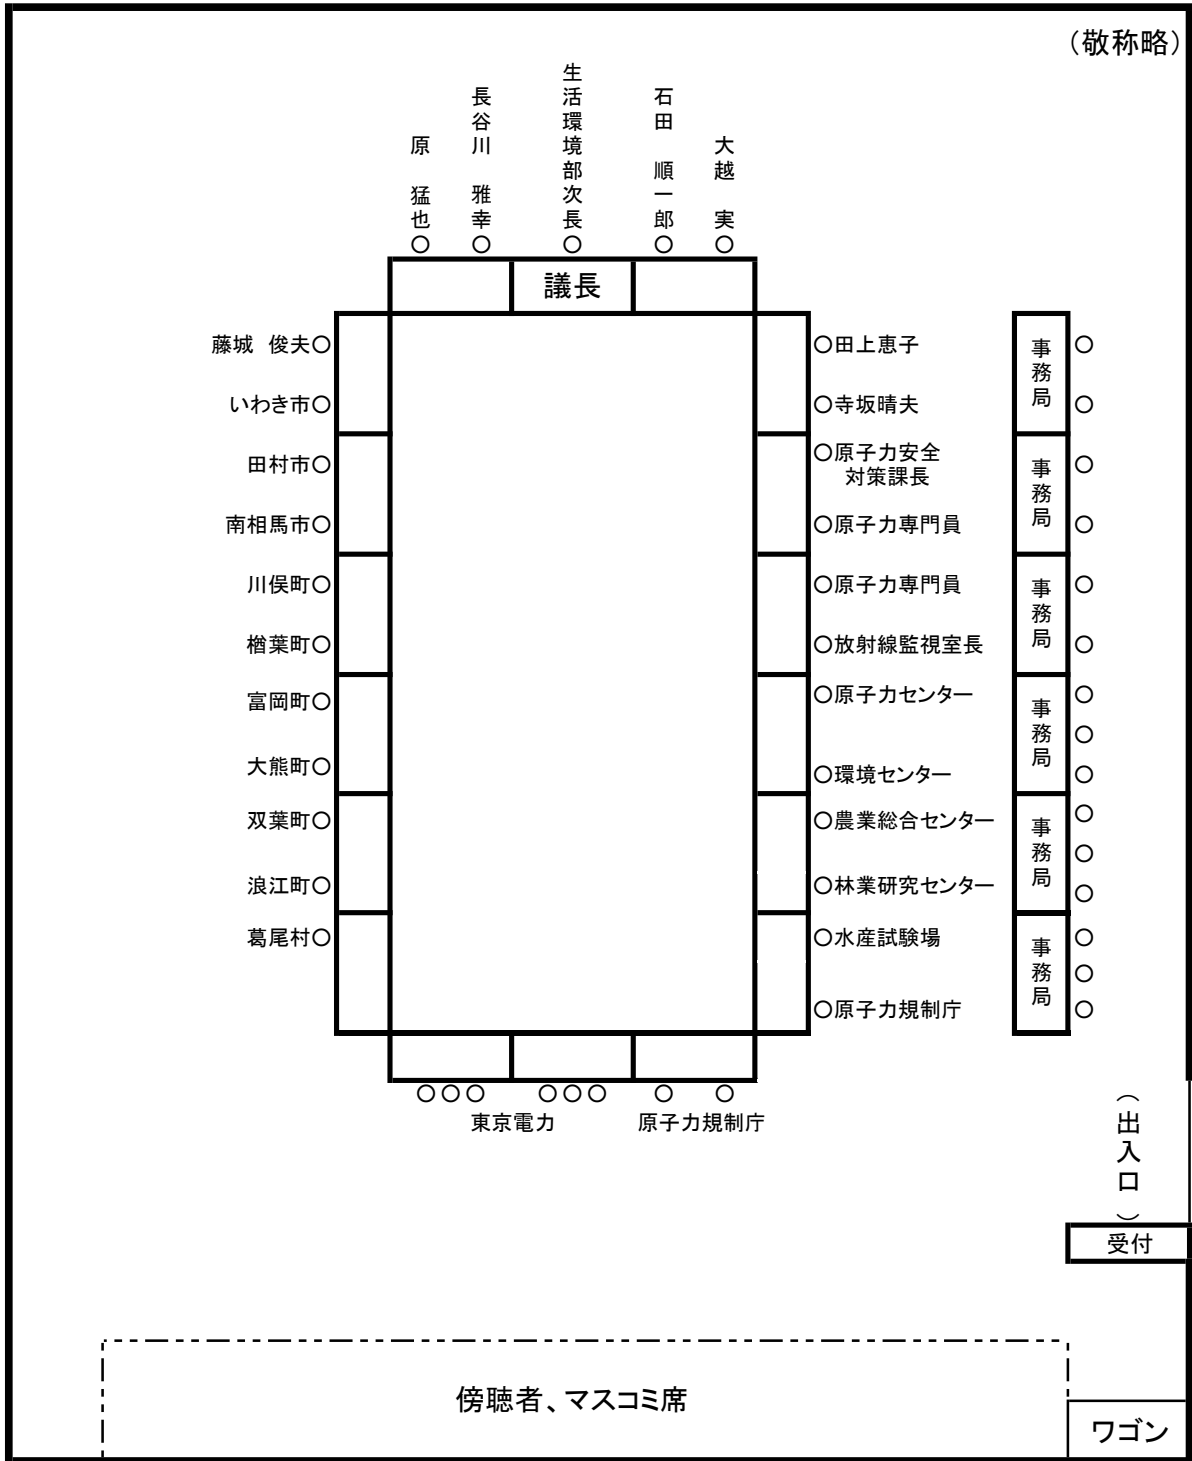 （敬称略）
原　猛也○
長谷川　雅幸○
生活環境部次長○
石田　順一郎○
大越　実○
議長
藤城　俊夫○
いわき市○
田村市○
南相馬市○
川俣町○
楢葉町○
富岡町○
大熊町○
双葉町○
浪江町○
葛尾村○
○田上恵子
○寺坂晴夫
○原子力安全
対策課長
○原子力専門員
○原子力専門員
○放射線監視室長
○原子力センター
○環境センター
○農業総合センター
○林業研究センター
○水産試験場
○原子力規制庁
事務局
事務局
事務局
事務局
事務局
事務局
○○○ ○○○
東京電力
○ ○
原子力規制庁
（出入口）
受付
傍聴者、マスコミ席
ワゴン